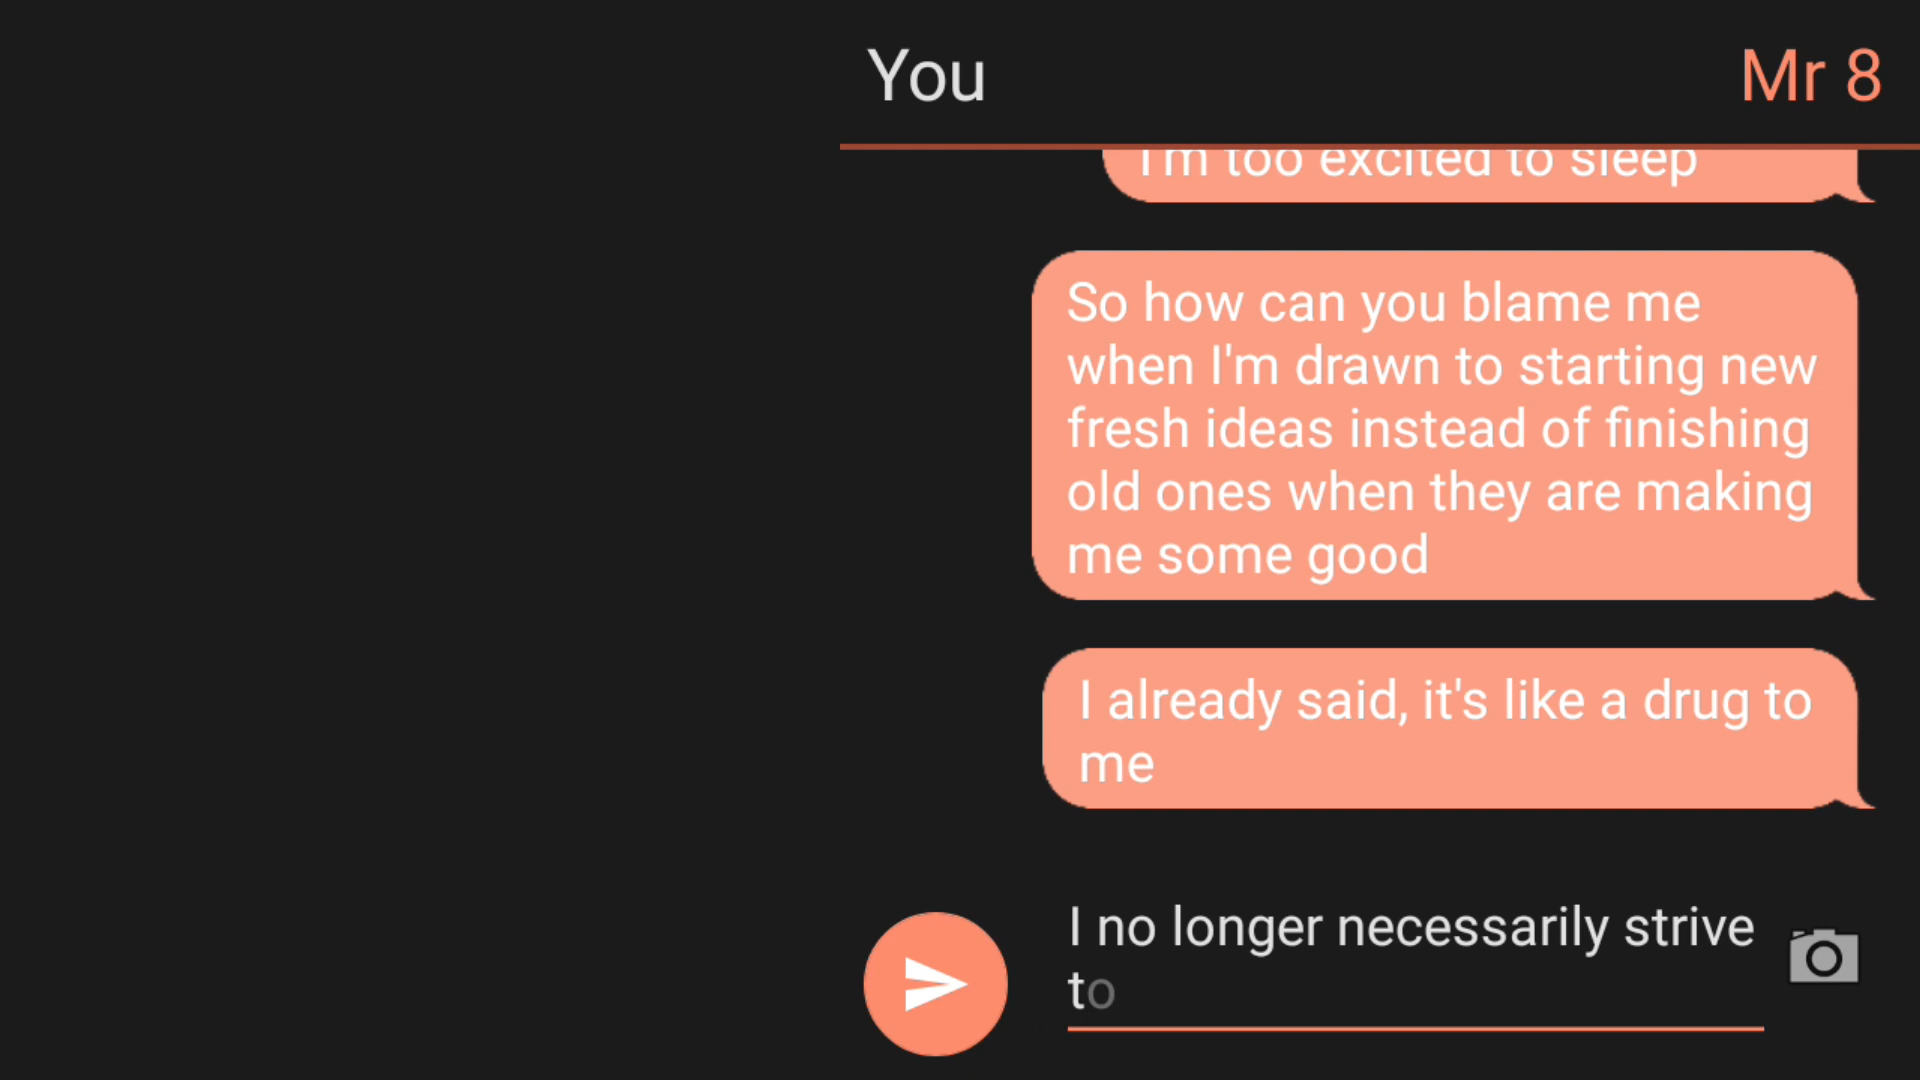 You
Mr 8
I'm too excited to sleep
So how can you blame me
when I'm drawn to starting new
fresh ideas instead of finishing
old ones when they are making
me some good
I already said, it's like a drug to
me
I no longer necessarily strive
to